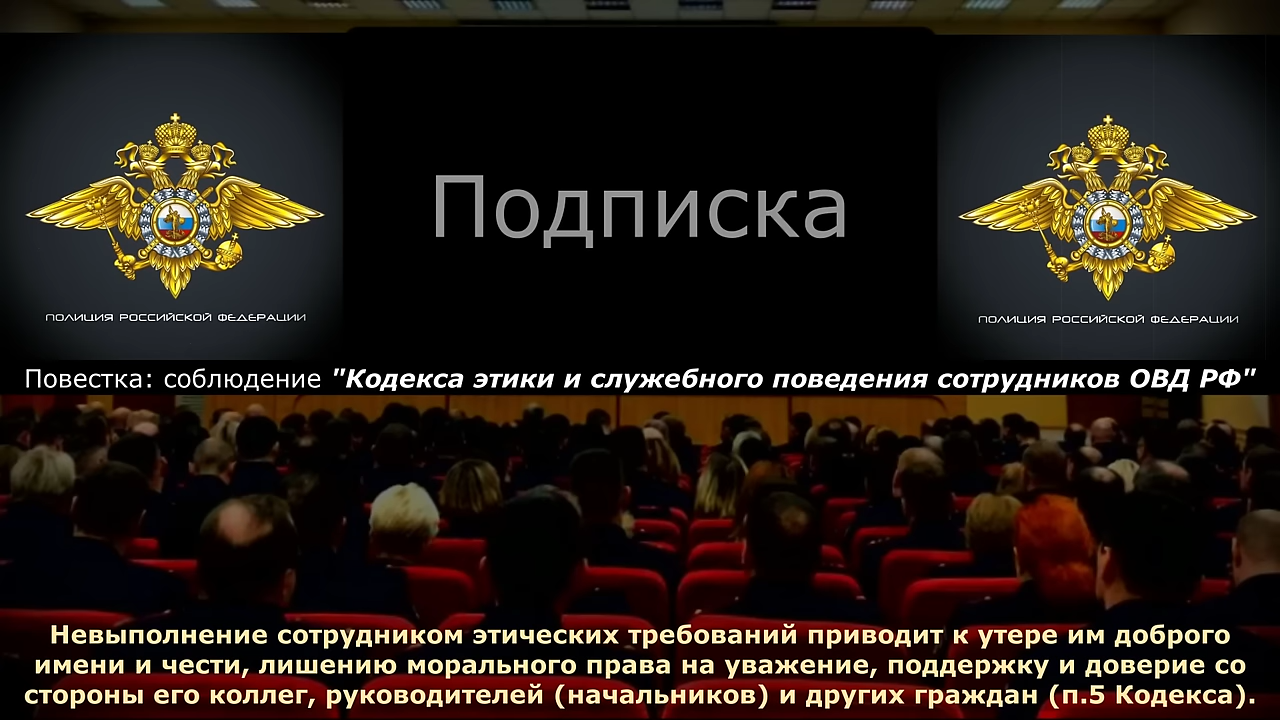 Подписка
ПОЛИЦИЯ РОССИЙСКОЙ ФЕДЕРАЦИИ
ПОЛИЦИЯ РОССИЙСКОЙ ФЕДЕРАЦИИ
Повестка: соблюдение "Кодекса этики и служебного поведения сотрудников ОВД РФ"
Невыполнение сотрудником этических требований приводит к утере им доброго
имени и чести, лишению морального права на уважение, поддержку и доверие со
стороны его коллег, руководителей (начальников) и других граждан (п.5 Кодекса).